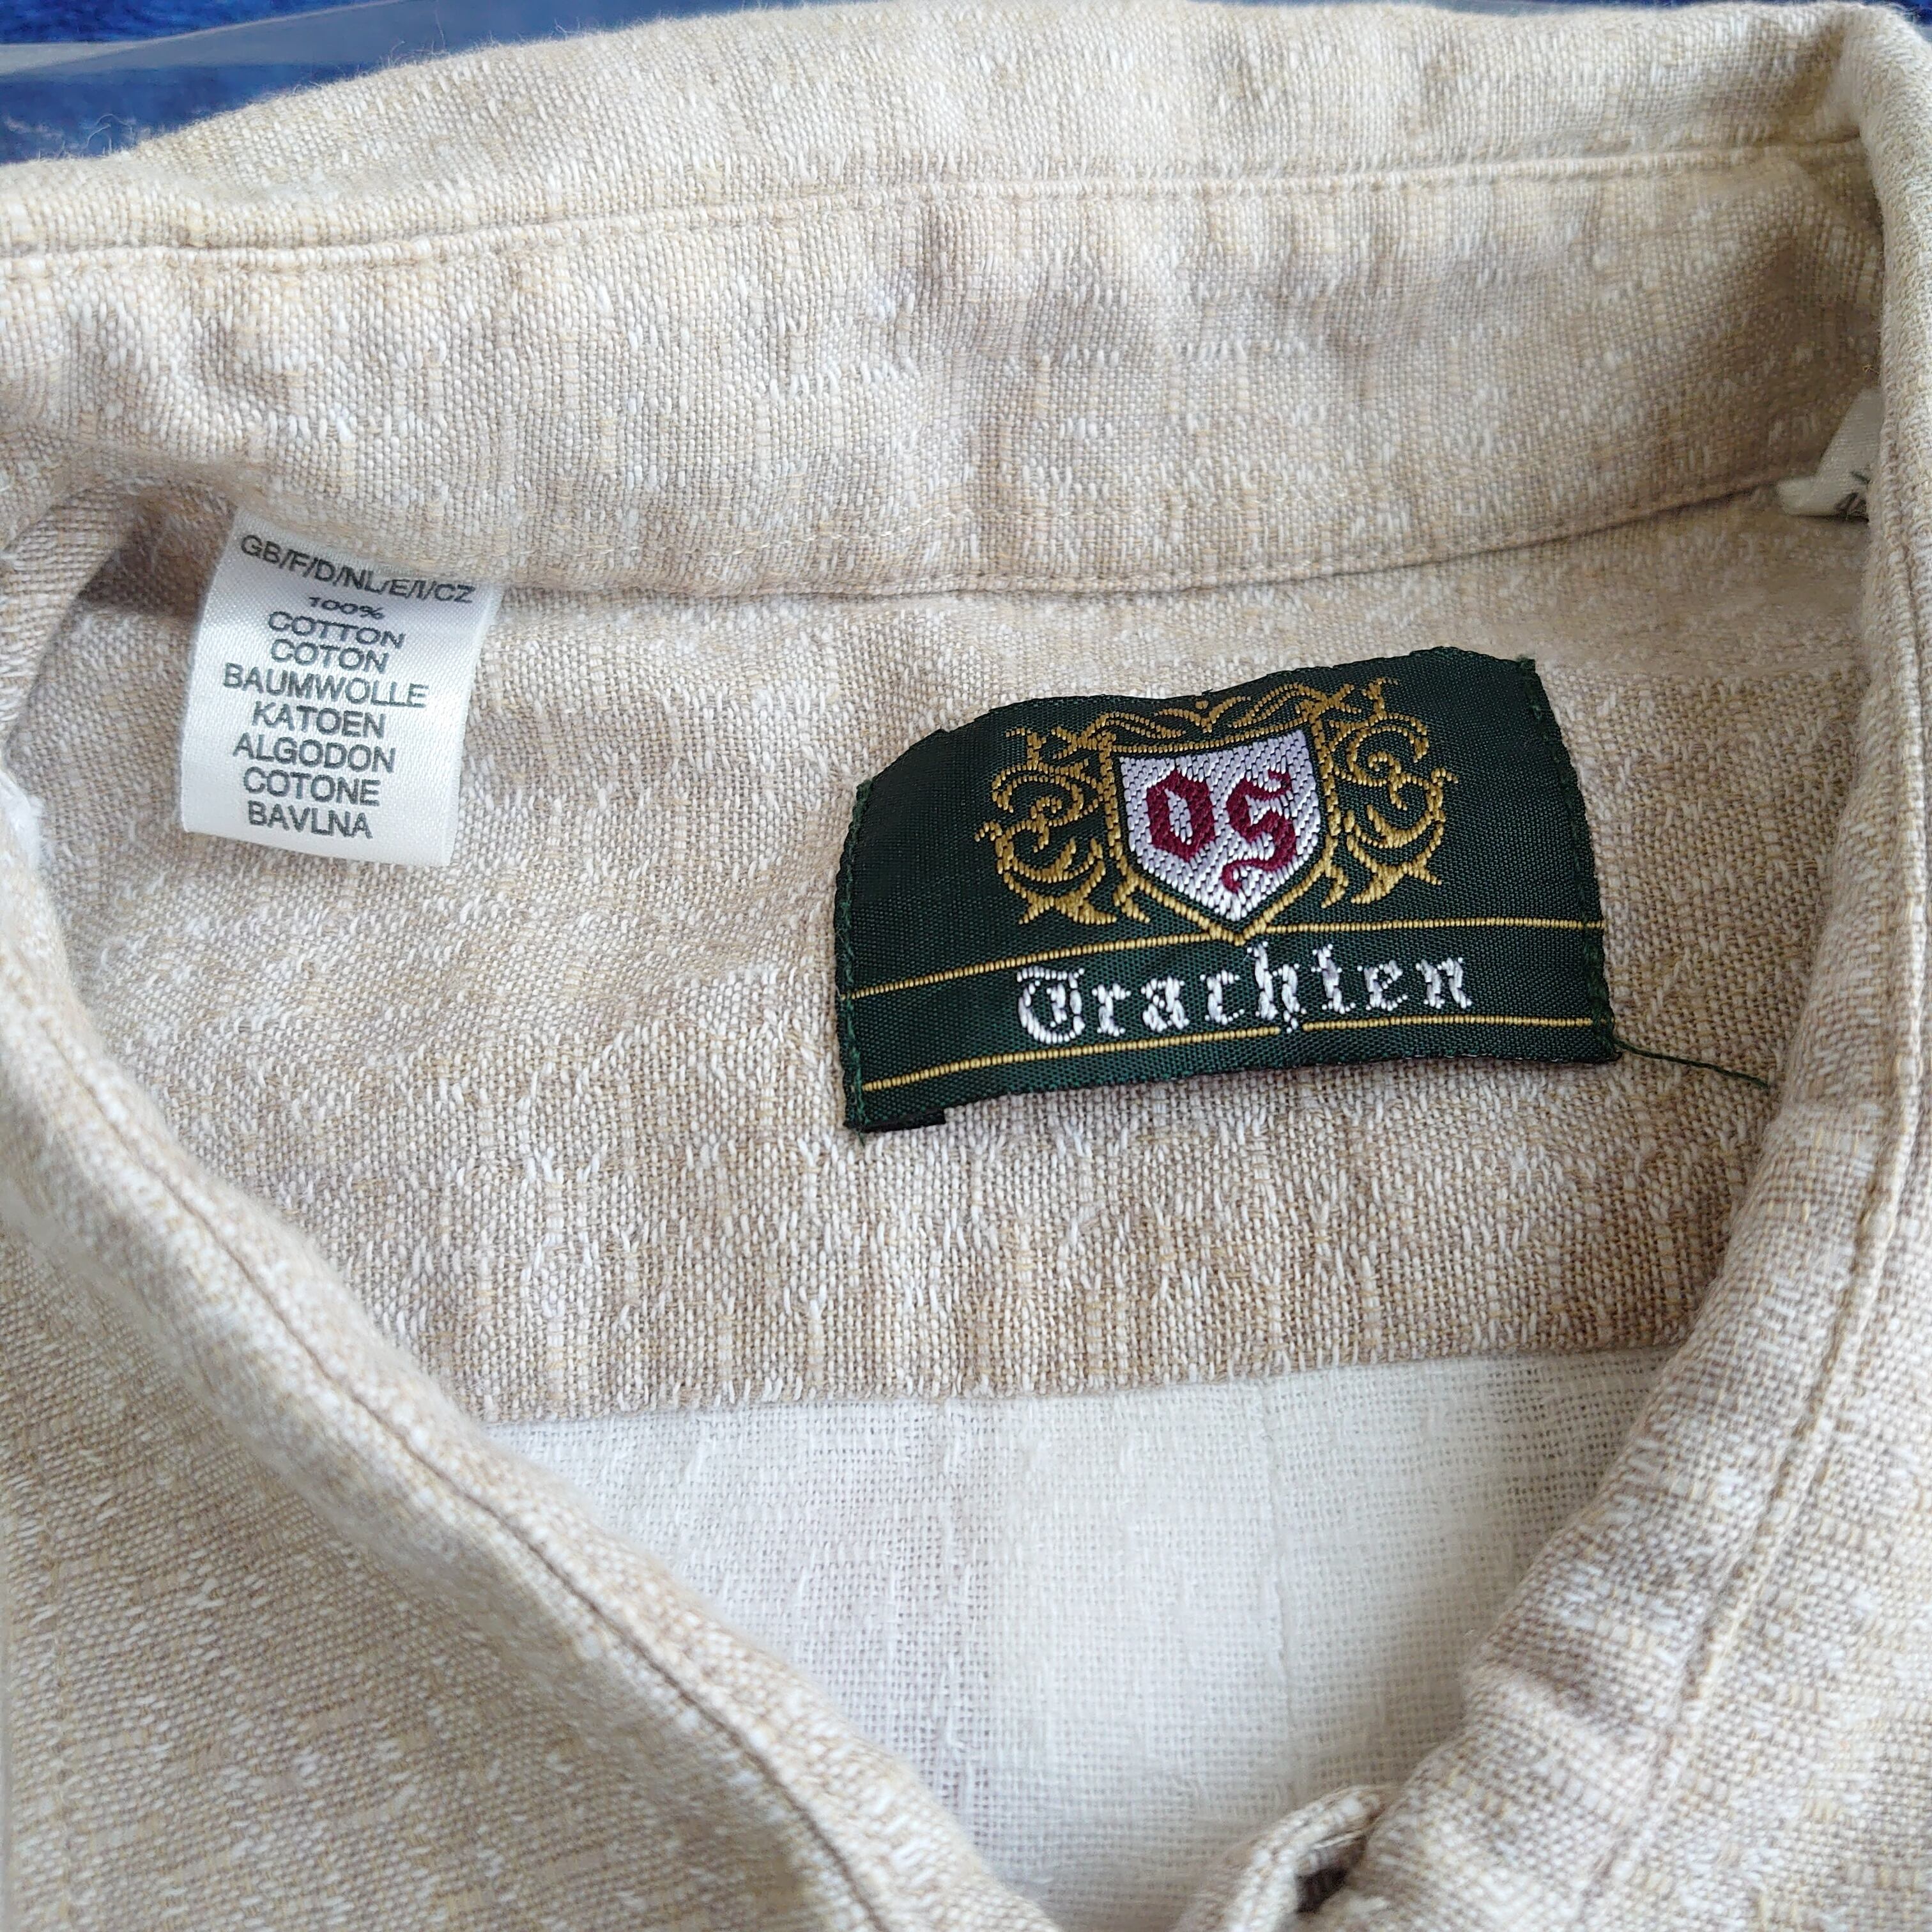 GB/F/D/NL/E/I/CZ
100%
COTTON
COTON
BAUMWOLLE
KATOEN
ALGODON
COTONE
BAVLNA
OS
Trachten